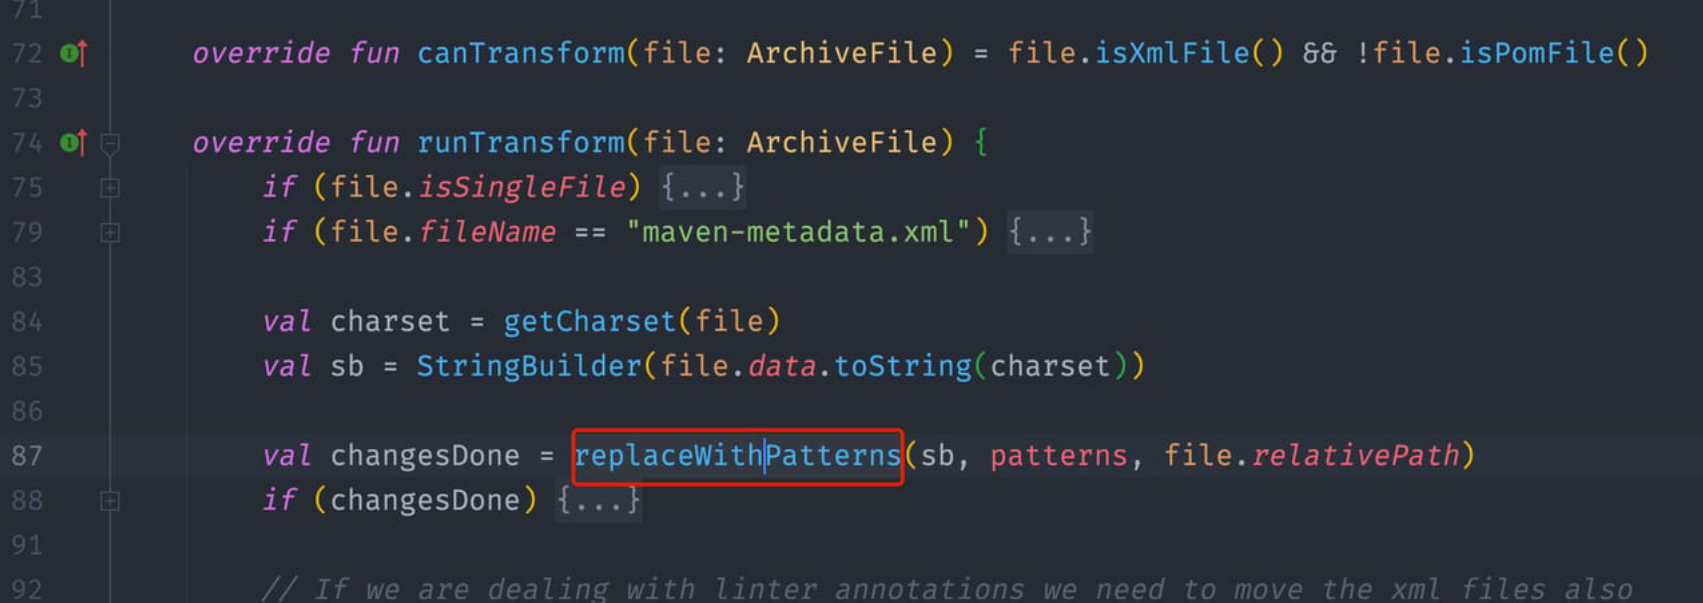 71
72 override fun canTransform(file: ArchiveFile) = file.isXmlFile() && !file.isPomFile()
73
74 override fun runTransform(file: ArchiveFile) {
75 if (file.isSingleFile) {...}
79 if (file.fileName == "maven-metadata.xml") {...}
83
84 val charset = getCharset(file)
85 val sb = StringBuilder(file.data.toString(charset))
86
87 val changesDone = replaceWithPatterns(sb, patterns, file.relativePath)
88 if (changesDone) {...}
91
92 // If we are dealing with linter annotations we need to move the xml files also